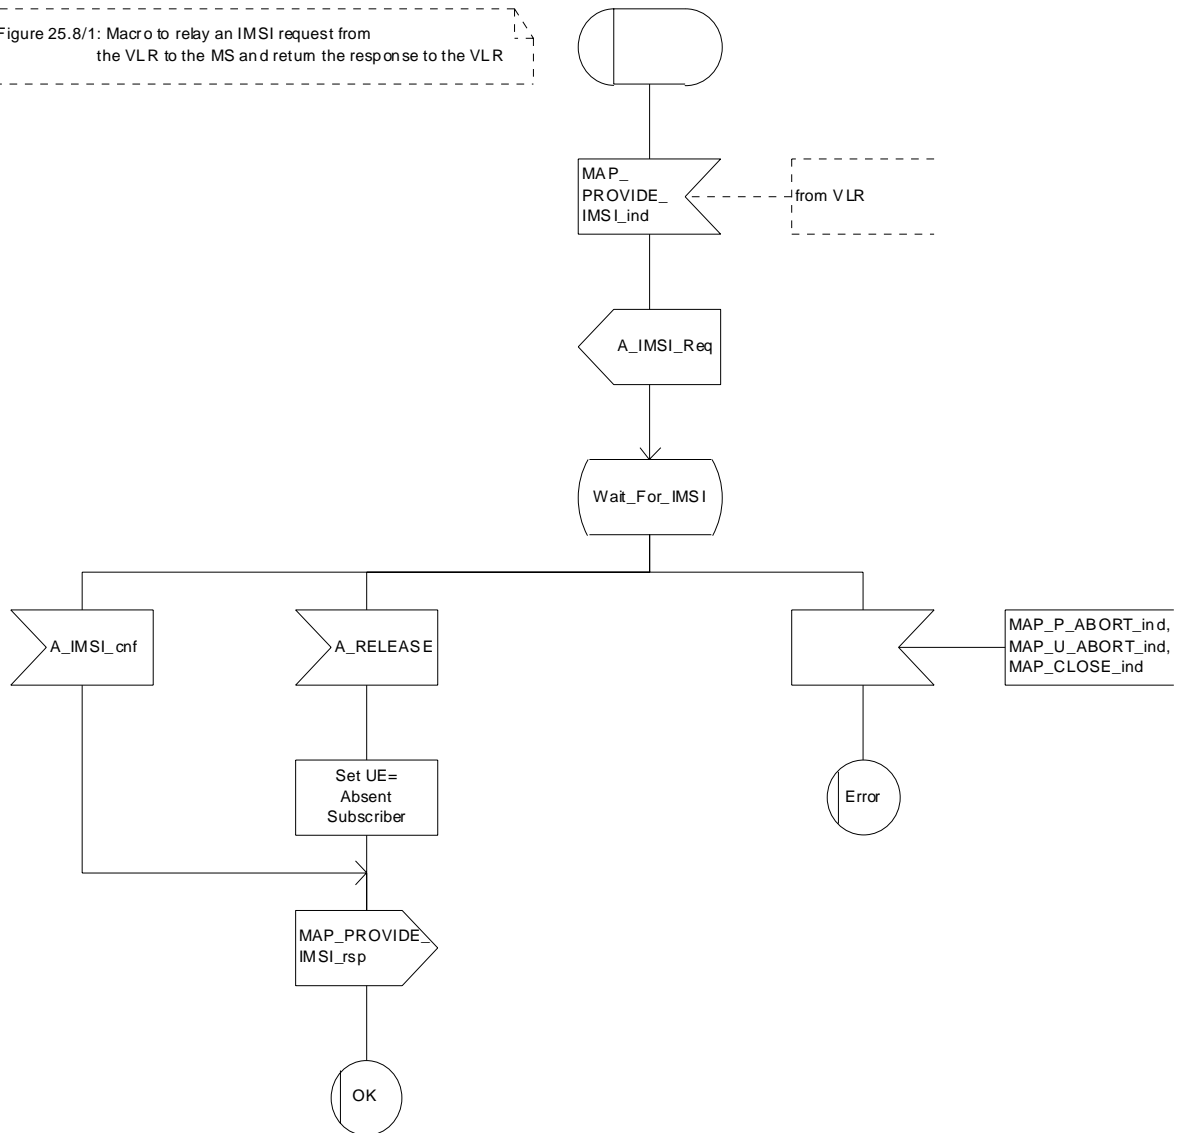 Figure 25.8/1: Macro to relay an IMSI request from
the VLR to the MS and return the response to the VLR
MAP_
PROVIDE_
IMSI_ind
from VLR
A_IMSI_Req
Wait_For_IMSI
A_IMSI_cnf
A_RELEASE
MAP_P_ABORT_ind,
MAP_U_ABORT_ind,
MAP_CLOSE_ind
Set UE=
Absent
Subscriber
Error
MAP_PROVIDE_
IMSI_rsp
OK